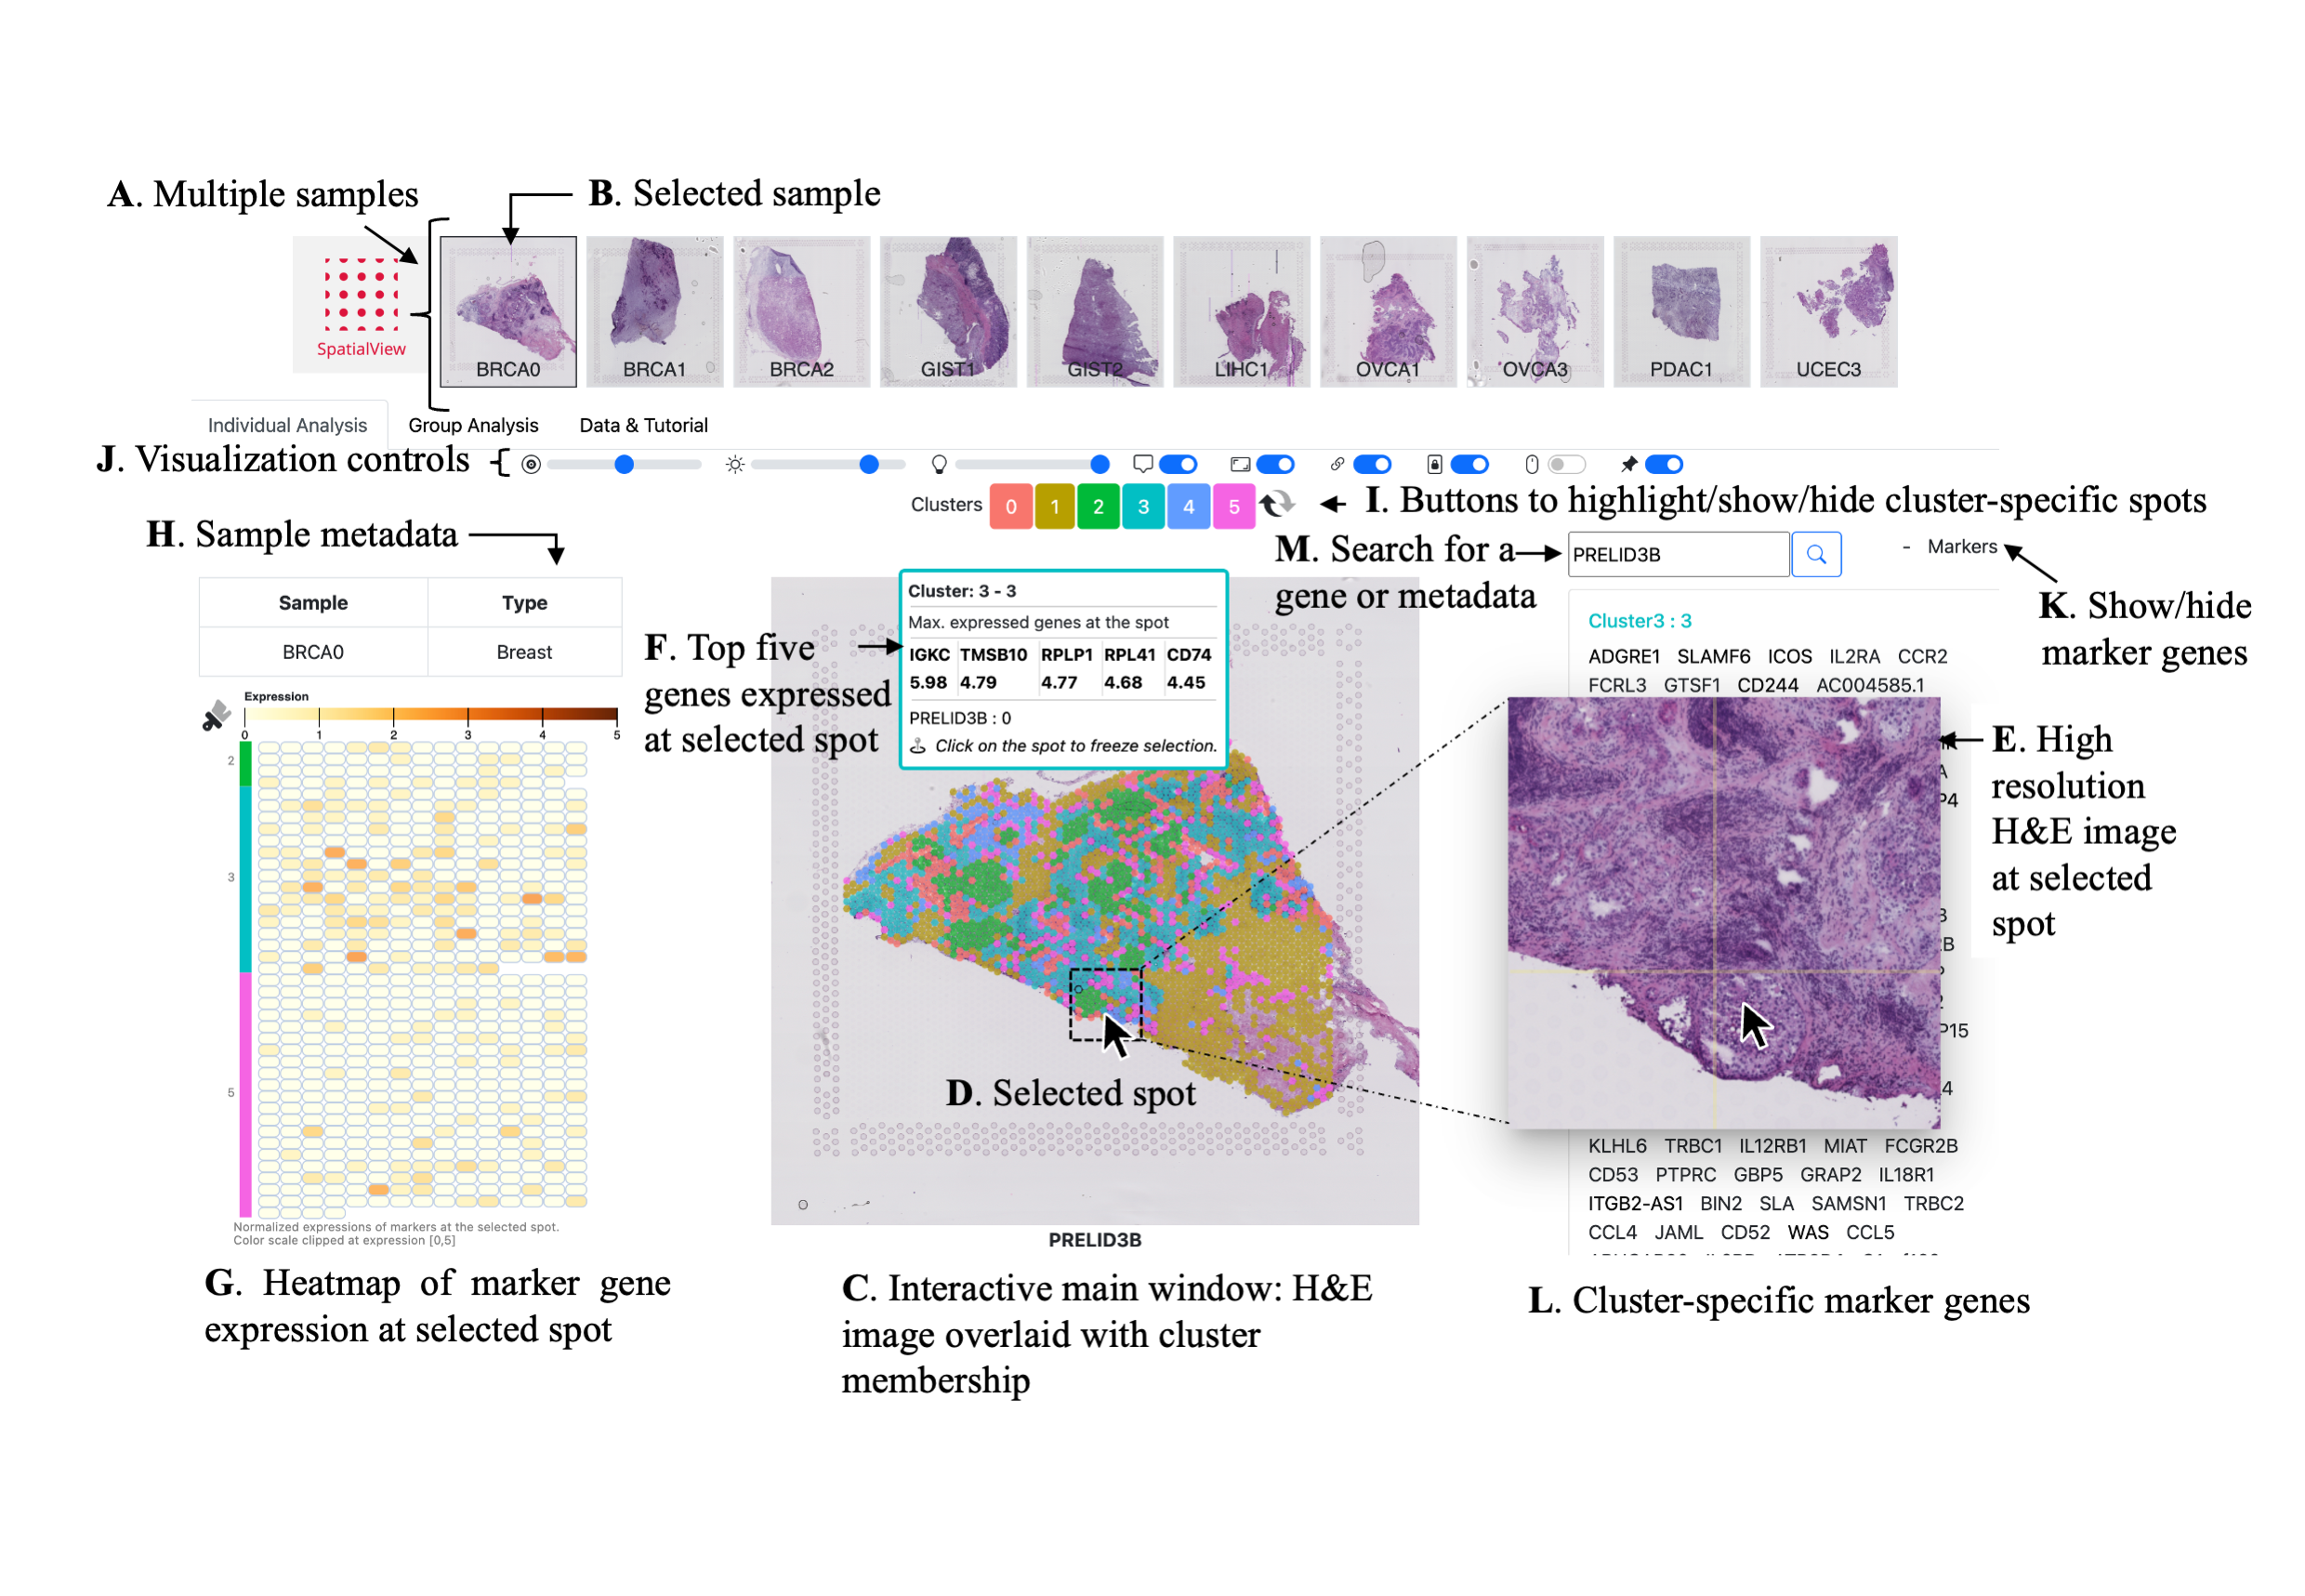 A. Multiple samples
B. Selected sample
SpatialView
BRCA0
BRCA1
BRCA2
GIST1
GIST2
LIHC1
OVCA1
OVCA3
PDAC1
UCEC3
Individual Analysis
Group Analysis
Data & Tutorial
J. Visualization controls
Clusters 0 1 2 3 4 5
I. Buttons to highlight/show/hide cluster-specific spots
H. Sample metadata
Sample Type
BRCA0 Breast
M. Search for a
gene or metadata
PRELID3B
- Markers
K. Show/hide
marker genes
F. Top five
genes expressed
at selected spot
Cluster: 3 - 3
Max. expressed genes at the spot
IGKC TMSB10 RPLP1 RPL41 CD74
5.98 4.79 4.77 4.68 4.45
PRELID3B : 0
Click on the spot to freeze selection.
Expression
0 1 2 3 4 5
2
3
5
Normalized expressions of markers at the selected spot.
Color scale clipped at expression [0,5]
G. Heatmap of marker gene
expression at selected spot
D. Selected spot
PRELID3B
C. Interactive main window: H&E
image overlaid with cluster
membership
Cluster3 : 3
ADGRE1 SLAMF6 ICOS IL2RA CCR2
FCRL3 GTSF1 CD244 AC004585.1
E. High
resolution
H&E image
at selected
spot
P4
P15
4
KLHL6 TRBC1 IL12RB1 MIAT FCGR2B
CD53 PTPRC GBP5 GRAP2 IL18R1
ITGB2-AS1 BIN2 SLA SAMSN1 TRBC2
CCL4 JAML CD52 WAS CCL5
L. Cluster-specific marker genes